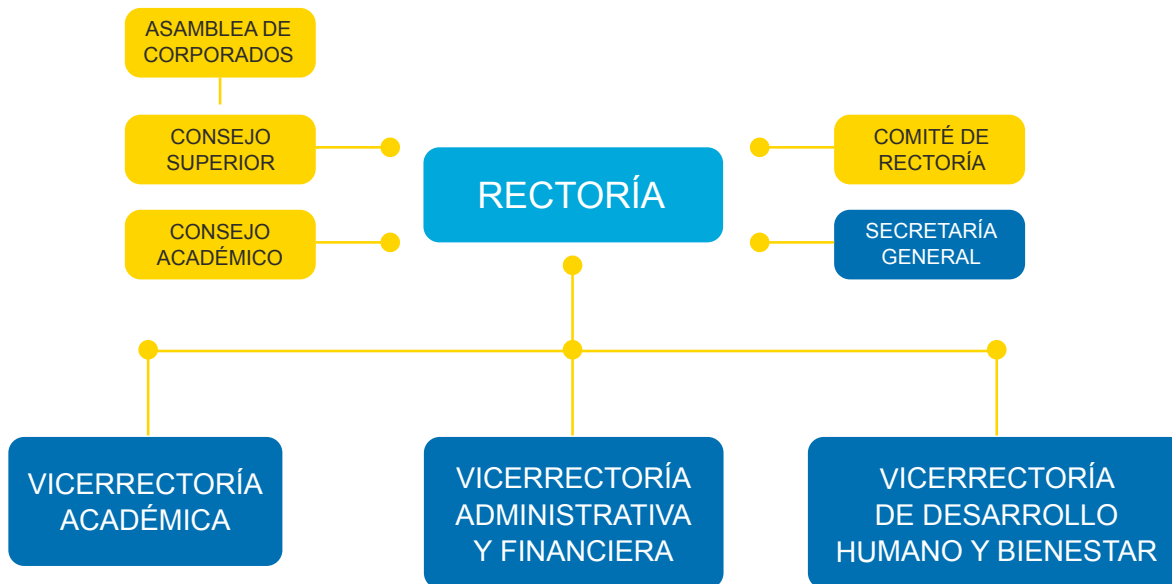 ASAMBLEA DE
CORPORADOS
CONSEJO
SUPERIOR
CONSEJO
ACADÉMICO
RECTORÍA
COMITÉ DE
RECTORÍA
SECRETARÍA
GENERAL
VICERRECTORÍA
ACADÉMICA
VICERRECTORÍA
ADMINISTRATIVA
Y FINANCIERA
VICERRECTORÍA
DE DESARROLLO
HUMANO Y BIENESTAR